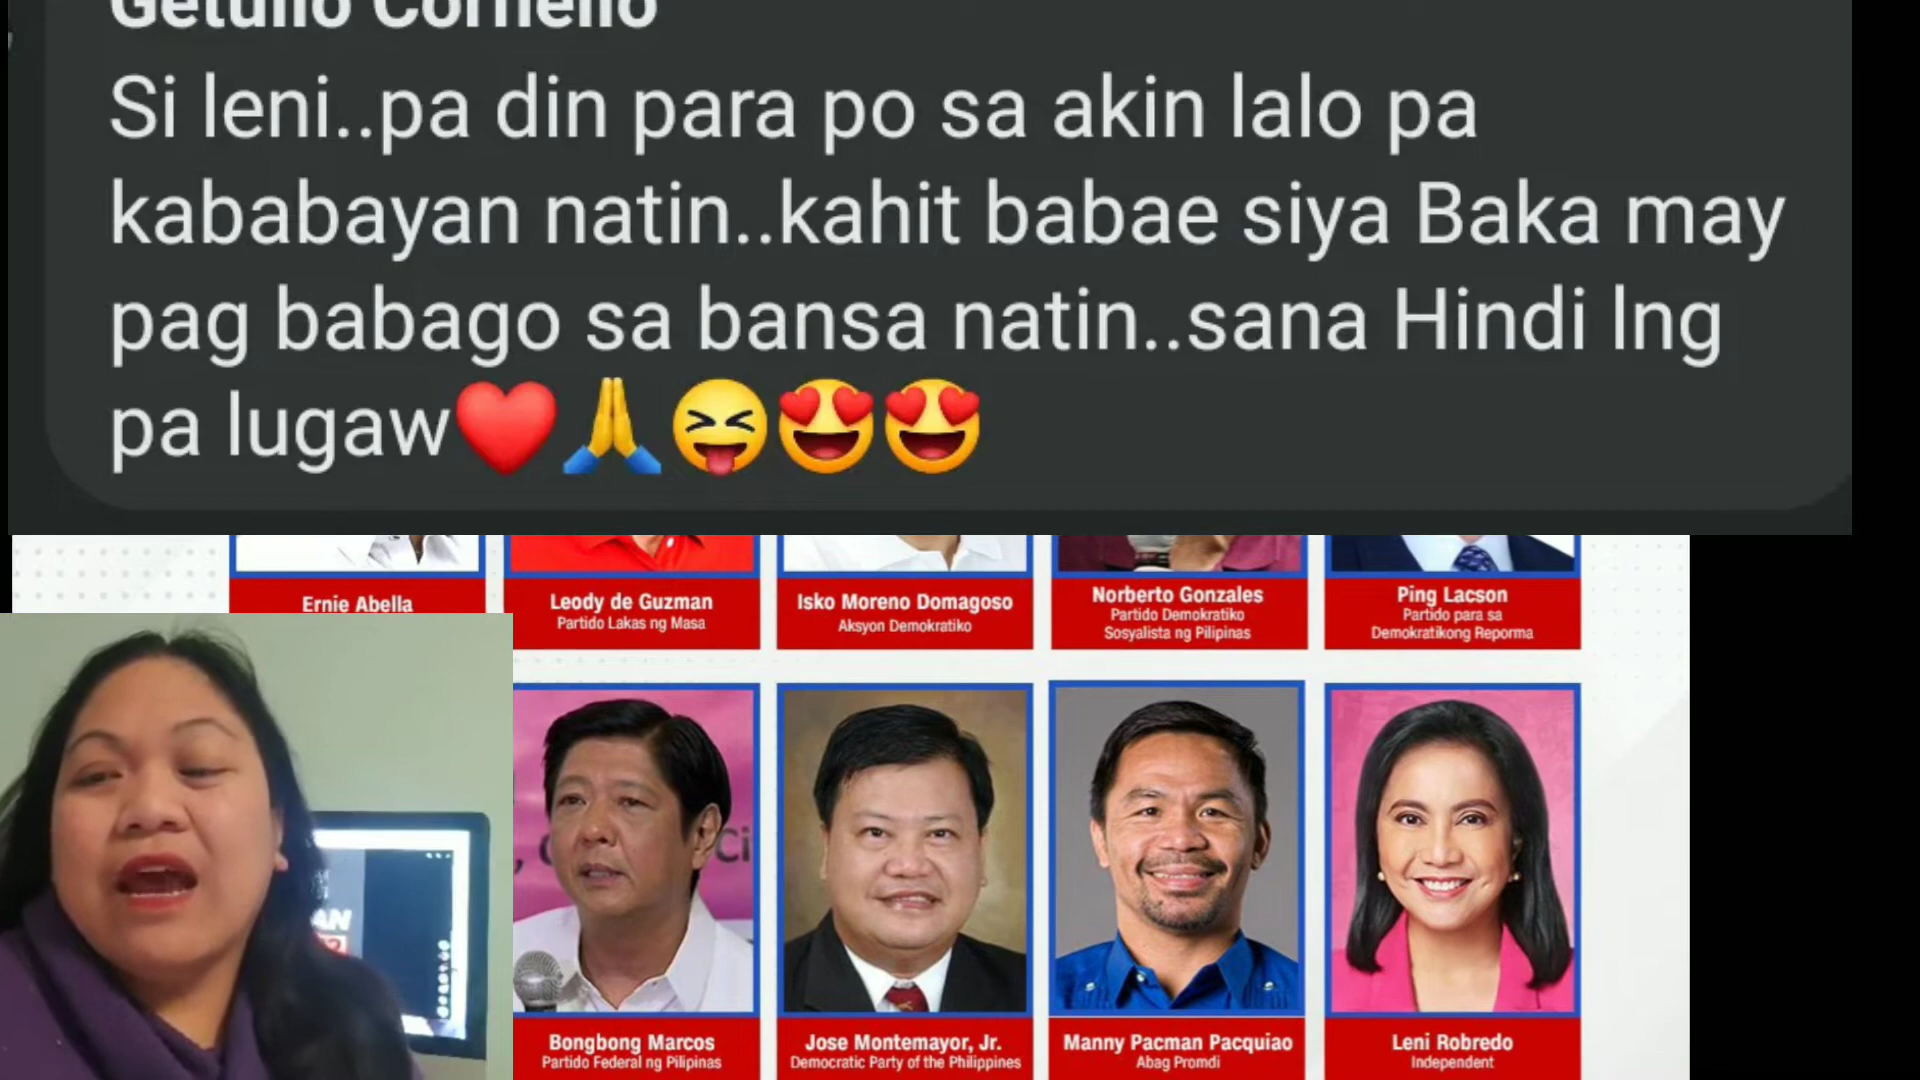 Getulio Cornelio
Si leni..pa din para po sa akin lalo pa
kababayan natin..kahit babae siya Baka may
pag babago sa bansa natin..sana Hindi lng
pa lugaw❤️🙏😝😍😍
Ernie Abella
Leody de Guzman
Partido Lakas ng Masa
Isko Moreno Domagoso
Aksyon Demokratiko
Norberto Gonzales
Partido Demokratiko
Sosyalista ng Pilipinas
Ping Lacson
Partido para sa
Demokratikong Reporma
Bongbong Marcos
Partido Federal ng Pilipinas
Jose Montemayor, Jr.
Democratic Party of the Philippines
Manny Pacman Pacquiao
Abag Promdi
Leni Robredo
Independent